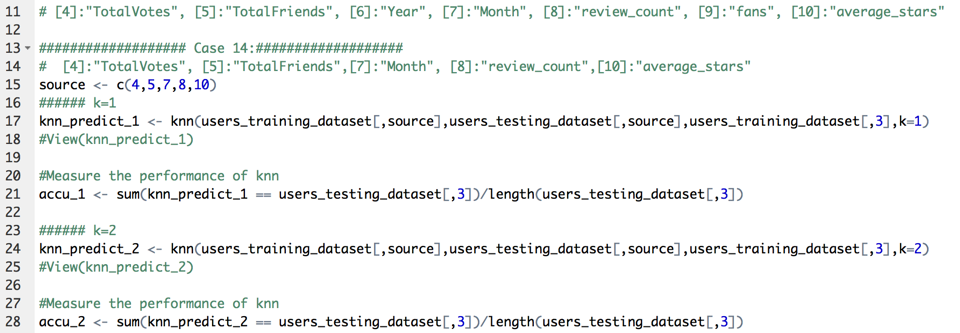 11 # [4]:"TotalVotes", [5]:"TotalFriends", [6]:"Year", [7]:"Month", [8]:"review_count", [9]:"fans", [10]:"average_stars"
12
13 ################### Case 14:###################
14 #  [4]:"TotalVotes", [5]:"TotalFriends",[7]:"Month", [8]:"review_count",[10]:"average_stars"
15 source <- c(4,5,7,8,10)
16 ###### k=1
17 knn_predict_1 <- knn(users_training_dataset[,source],users_testing_dataset[,source],users_training_dataset[,3],k=1)
18 #View(knn_predict_1)
19
20 #Measure the performance of knn
21 accu_1 <- sum(knn_predict_1 == users_testing_dataset[,3])/length(users_testing_dataset[,3])
22
23 ###### k=2
24 knn_predict_2 <- knn(users_training_dataset[,source],users_testing_dataset[,source],users_training_dataset[,3],k=2)
25 #View(knn_predict_2)
26
27 #Measure the performance of knn
28 accu_2 <- sum(knn_predict_2 == users_testing_dataset[,3])/length(users_testing_dataset[,3])